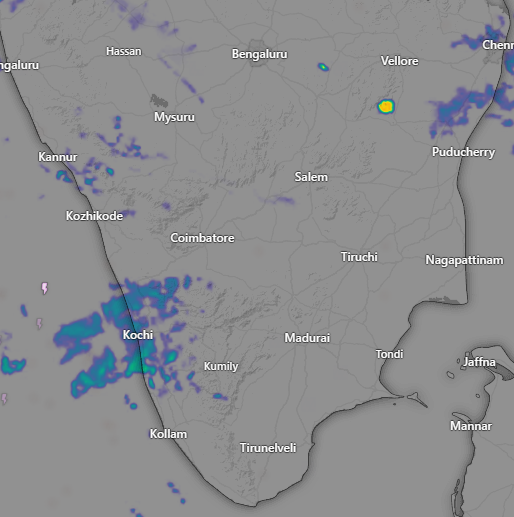 Hassan
Bengaluru
Chenn
ngaluru
Vellore
Mysuru
Kannur
Puducherry
Salem
Kozhikode
Coimbatore
Tiruchi
Nagapattinam
Kochi
Madurai
Tondi
Kumily
Jaffna
Mannar
Kollam
Tirunelveli